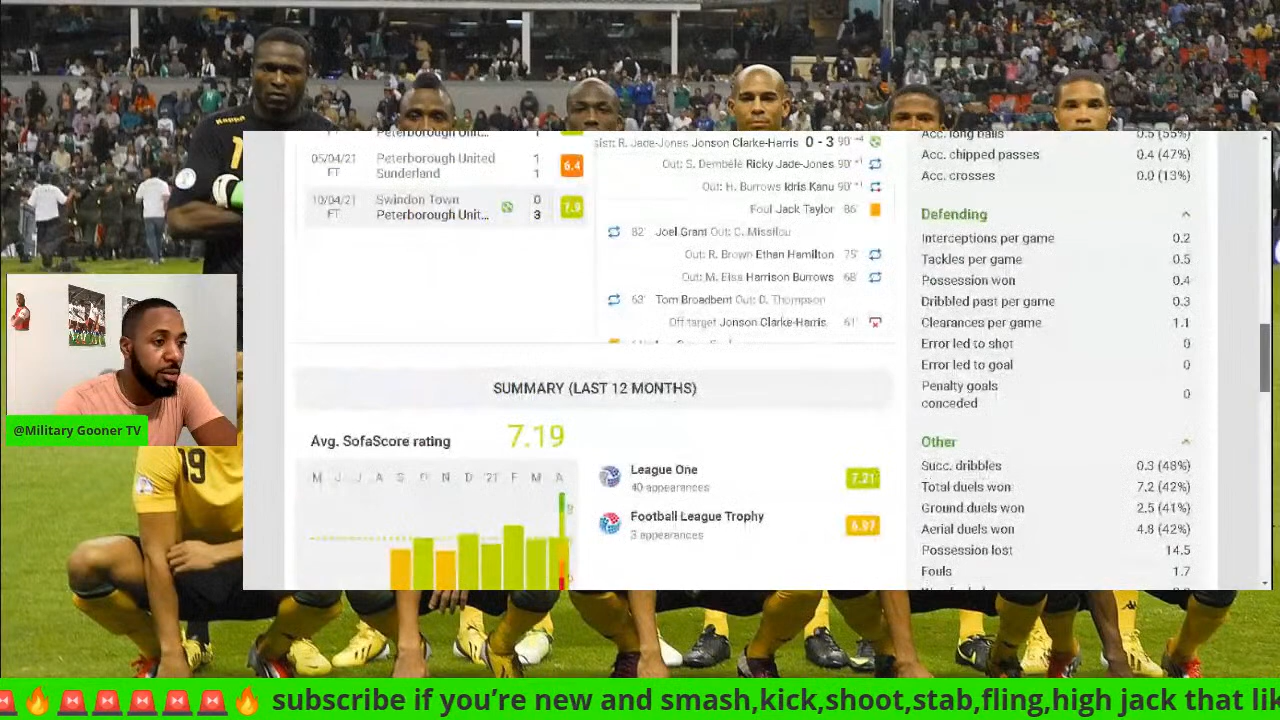 Peterborough Unit... 1
05/04/21 Peterborough United 1
FT Sunderland 1
6.4
10/04/21 Swindon Town 0
FT Peterborough Unit... 3
7.9
R. Jade-Jones Jonson Clarke-Harris 0 - 3 90'
Out: S. Dembélé Ricky Jade-Jones 90'
Out: H. Burrows Idris Kanu 90'
Foul Jack Taylor 86'
82' Joel Grant Out: C. Missilou
Out: R. Brown Ethan Hamilton 75'
Out: M. Eisa Harrison Burrows 68'
63' Tom Broadbent Out: D. Thompson
Off target Jonson Clarke-Harris 61'
SUMMARY (LAST 12 MONTHS)
Avg. SofaScore rating 7.19
M J J A S O N D '21 F M A
League One 7.21
40 appearances
Football League Trophy 6.97
3 appearances
Acc. long balls 0.5 (55%)
Acc. chipped passes 0.4 (47%)
Acc. crosses 0.0 (13%)
Defending
Interceptions per game 0.2
Tackles per game 0.5
Possession won 0.4
Dribbled past per game 0.3
Clearances per game 1.1
Error led to shot 0
Error led to goal 0
Penalty goals
conceded 0
Other
Succ. dribbles 0.3 (48%)
Total duels won 7.2 (42%)
Ground duels won 2.5 (41%)
Aerial duels won 4.8 (42%)
Possession lost 14.5
Fouls 1.7
@Military Gooner TV
Kappa
1
19
subscribe if you’re new and smash,kick,shoot,stab,fling,high jack that lik